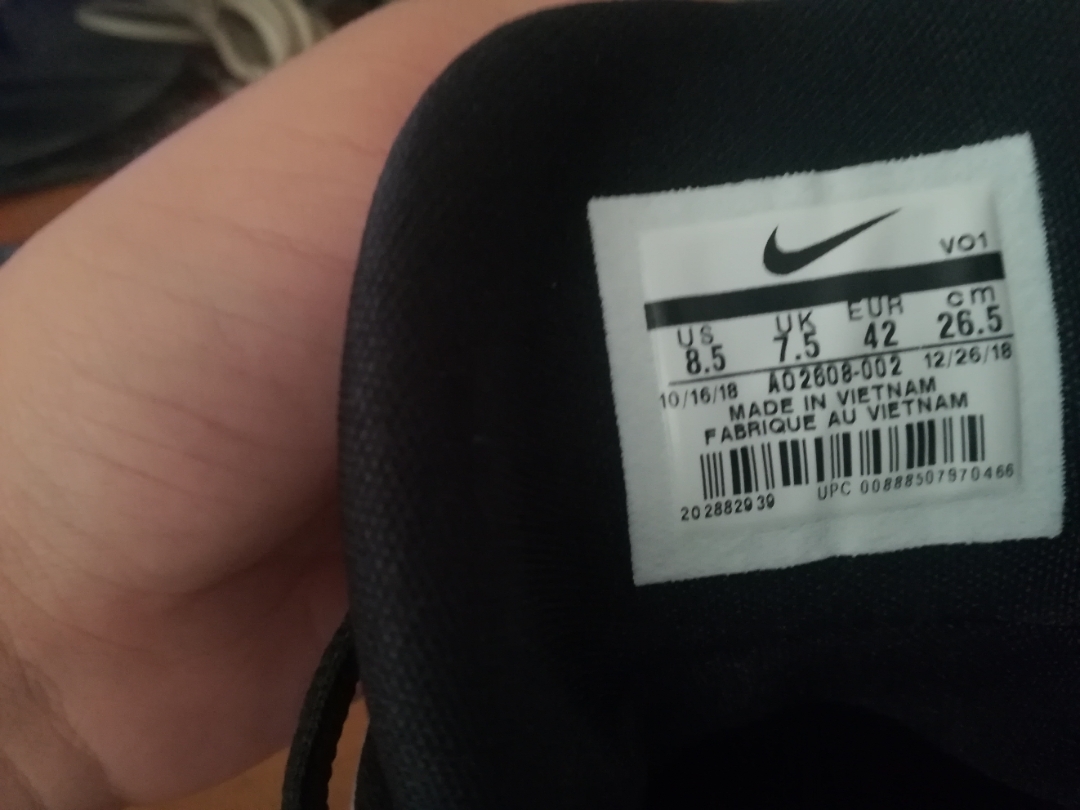 VO1
US UK EUR cm
8.5 7.5 42 26.5
10/16/18 AO2608-002 12/26/18
MADE IN VIETNAM
FABRIQUE AU VIETNAM
202882939 UPC 00888507970466